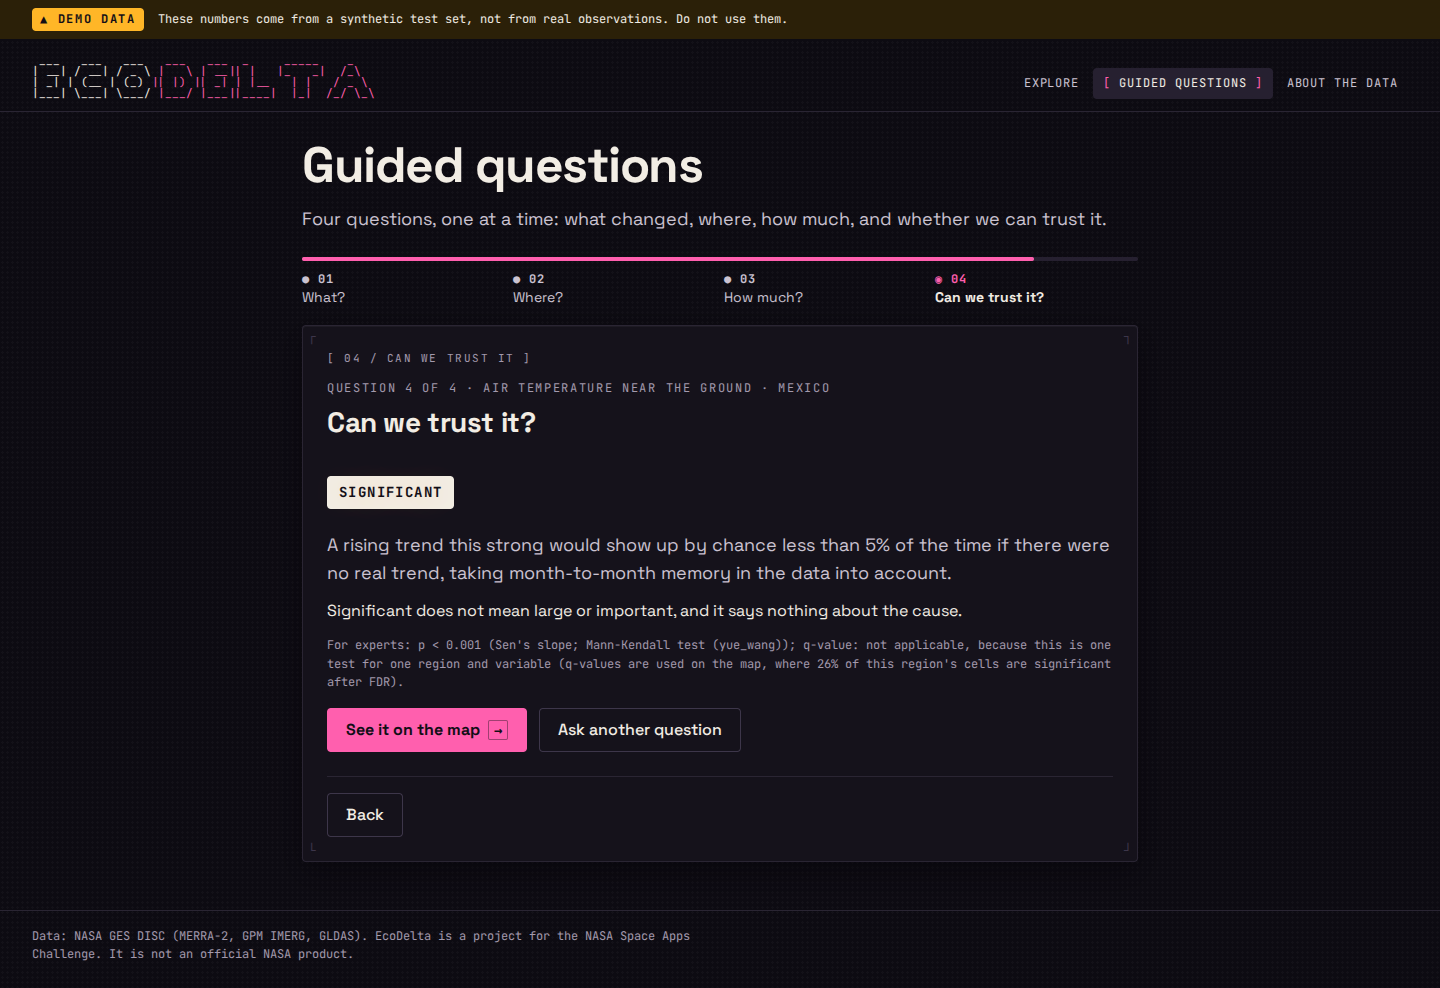 ▲ DEMO DATA These numbers come from a synthetic test set, not from real observations. Do not use them.
ECODELTA
EXPLORE [ GUIDED QUESTIONS ] ABOUT THE DATA
Guided questions
Four questions, one at a time: what changed, where, how much, and whether we can trust it.
01 02 03 04
What? Where? How much? Can we trust it?
[ 04 / CAN WE TRUST IT ]
QUESTION 4 OF 4 · AIR TEMPERATURE NEAR THE GROUND · MEXICO
Can we trust it?
SIGNIFICANT
A rising trend this strong would show up by chance less than 5% of the time if there were
no real trend, taking month-to-month memory in the data into account.
Significant does not mean large or important, and it says nothing about the cause.
For experts: p < 0.001 (Sen's slope; Mann-Kendall test (yue_wang)); q-value: not applicable, because this is one
test for one region and variable (q-values are used on the map, where 26% of this region's cells are significant
after FDR).
See it on the map → Ask another question
Back
Data: NASA GES DISC (MERRA-2, GPM IMERG, GLDAS). EcoDelta is a project for the NASA Space Apps
Challenge. It is not an official NASA product.